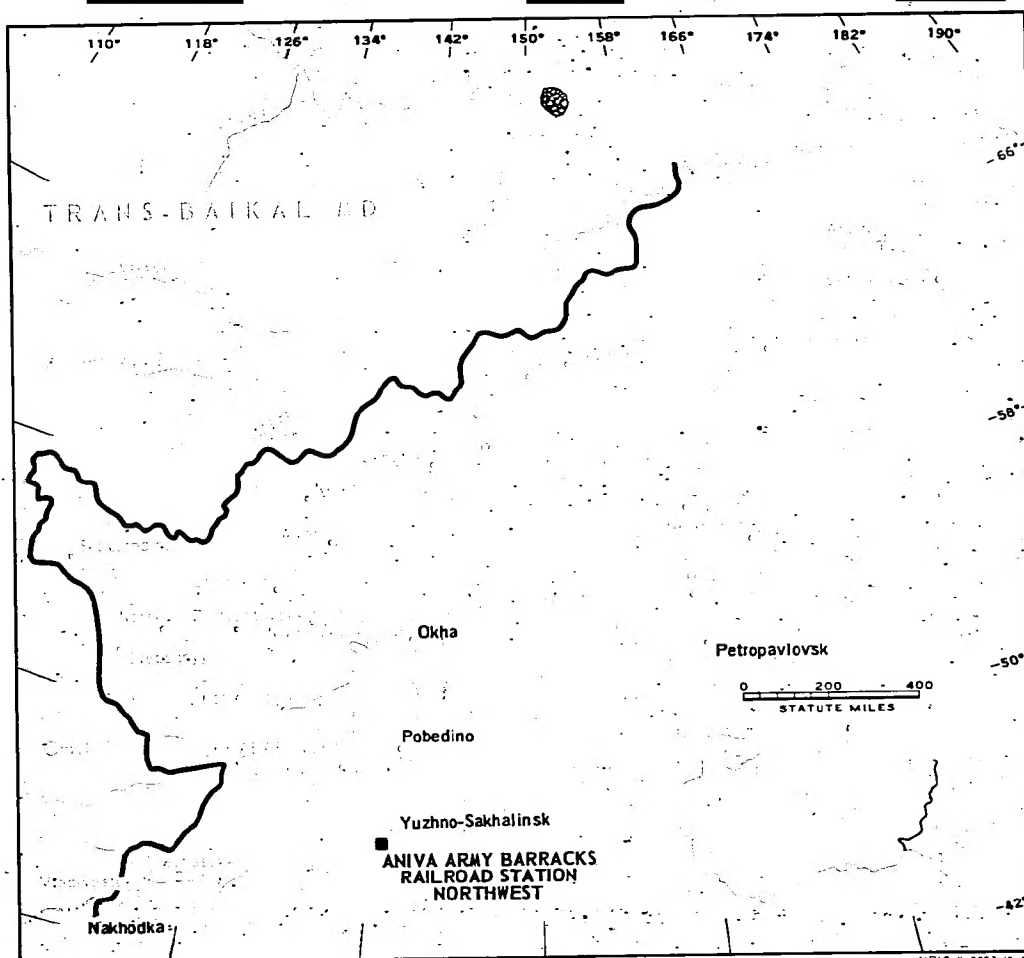 110° 118° 126° 134° 142° 150° 158° 166° 174° 182° 190°
66°
TRANS-BAIKAL MD
58°
Okha
Petropavlovsk
50°
0 200 400
STATUTE MILES
Pobedino
Yuzhno-Sakhalinsk
ANIVA ARMY BARRACKS
RAILROAD STATION
NORTHWEST
42°
Nakhodka